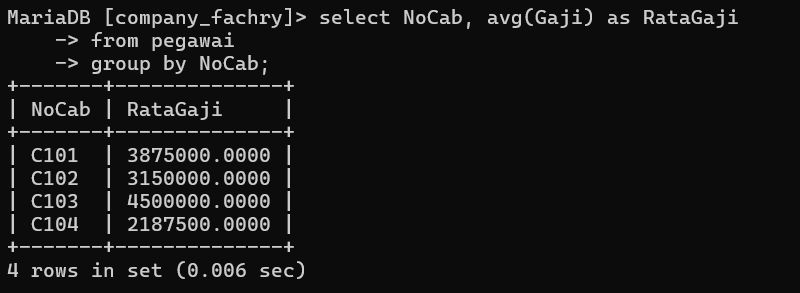 MariaDB [company_fachry]> select NoCab, avg(Gaji) as RataGaji
    -> from pegawai
    -> group by NoCab;
+-------+--------------+
| NoCab | RataGaji     |
+-------+--------------+
| C101  | 3875000.0000 |
| C102  | 3150000.0000 |
| C103  | 4500000.0000 |
| C104  | 2187500.0000 |
+-------+--------------+
4 rows in set (0.006 sec)